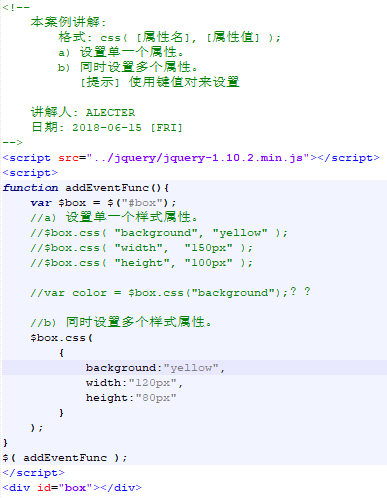 <!--
本案例讲解:
格式: css( [属性名], [属性值] );
a) 设置单一个属性。
b) 同时设置多个属性。
[提示] 使用键值对来设置
讲解人: ALECTER
日期: 2018-06-15 [FRI]
-->
<script src="../jquery/jquery-1.10.2.min.js"></script>
<script>
function addEventFunc(){
var $box = $("#box");
//a) 设置单一个样式属性。
//$box.css( "background", "yellow" );
//$box.css( "width",  "150px" );
//$box.css( "height", "100px" );
//var color = $box.css("background");？？
//b) 同时设置多个样式属性。
$box.css(
{
background:"yellow",
width:"120px",
height:"80px"
}
);
}
$( addEventFunc );
</script>
<div id="box"></div>